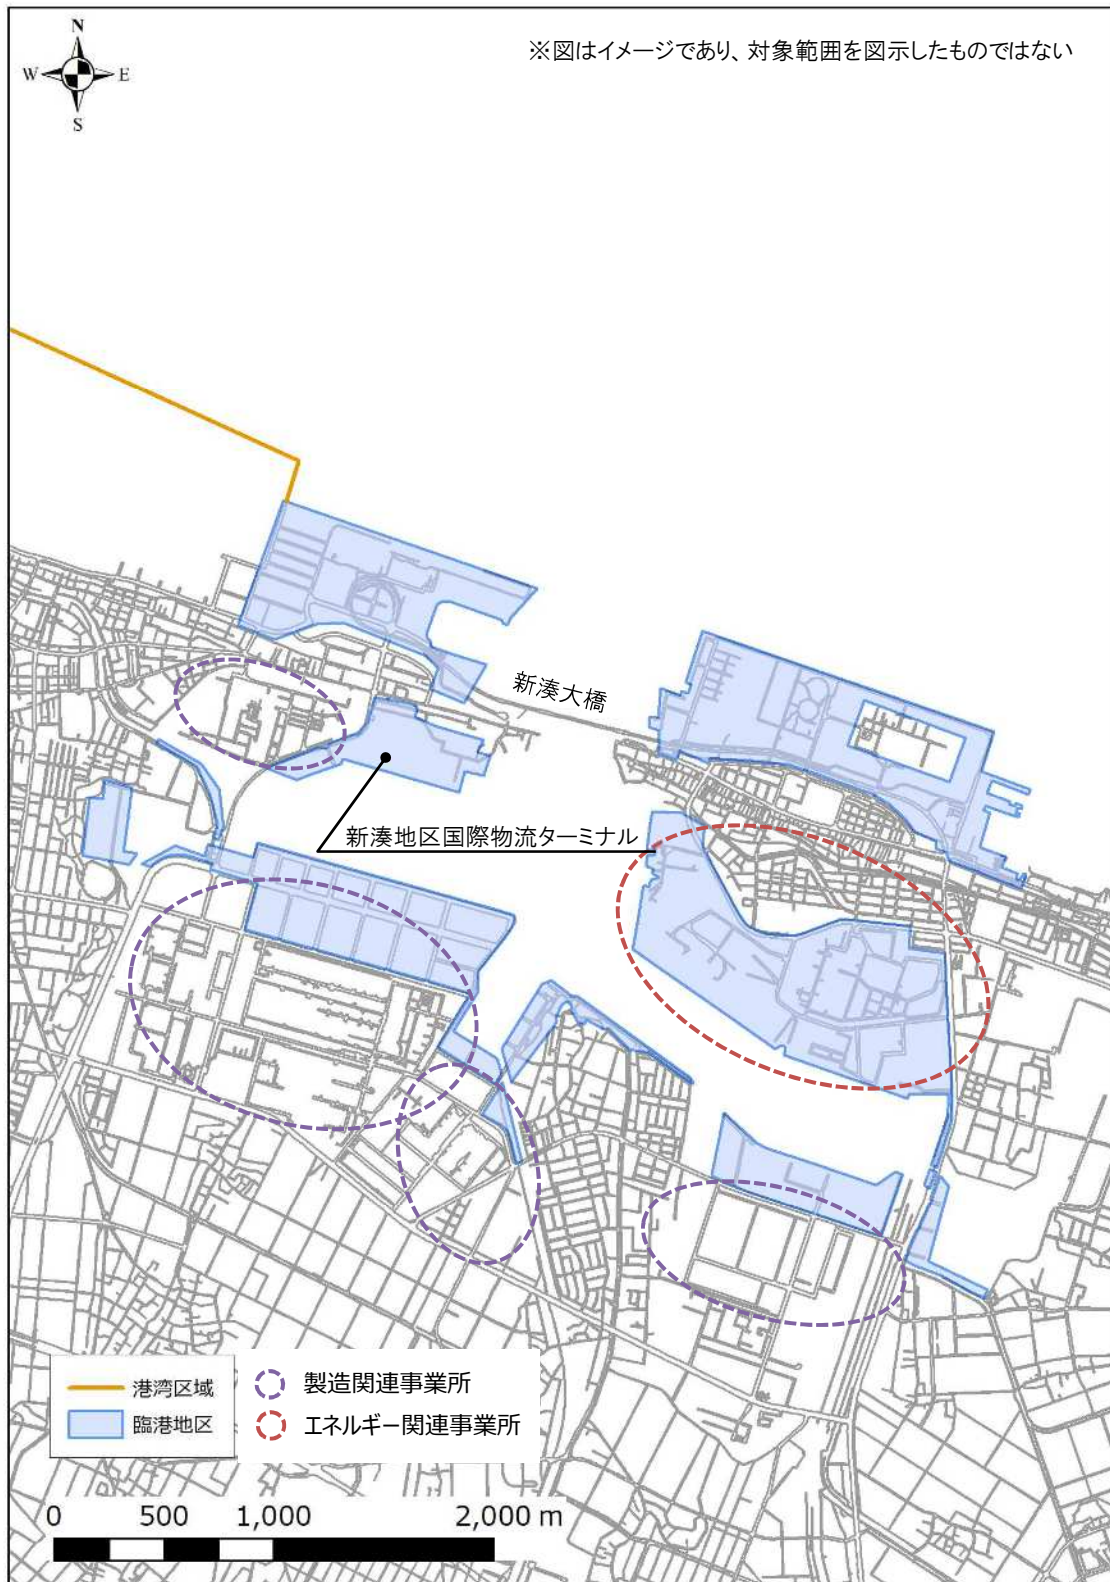 N
W E
S
※図はイメージであり、対象範囲を図示したものではない
新湊大橋
新湊地区国際物流ターミナル
港湾区域
臨港地区
製造関連事業所
エネルギー関連事業所
0 500 1,000 2,000 m